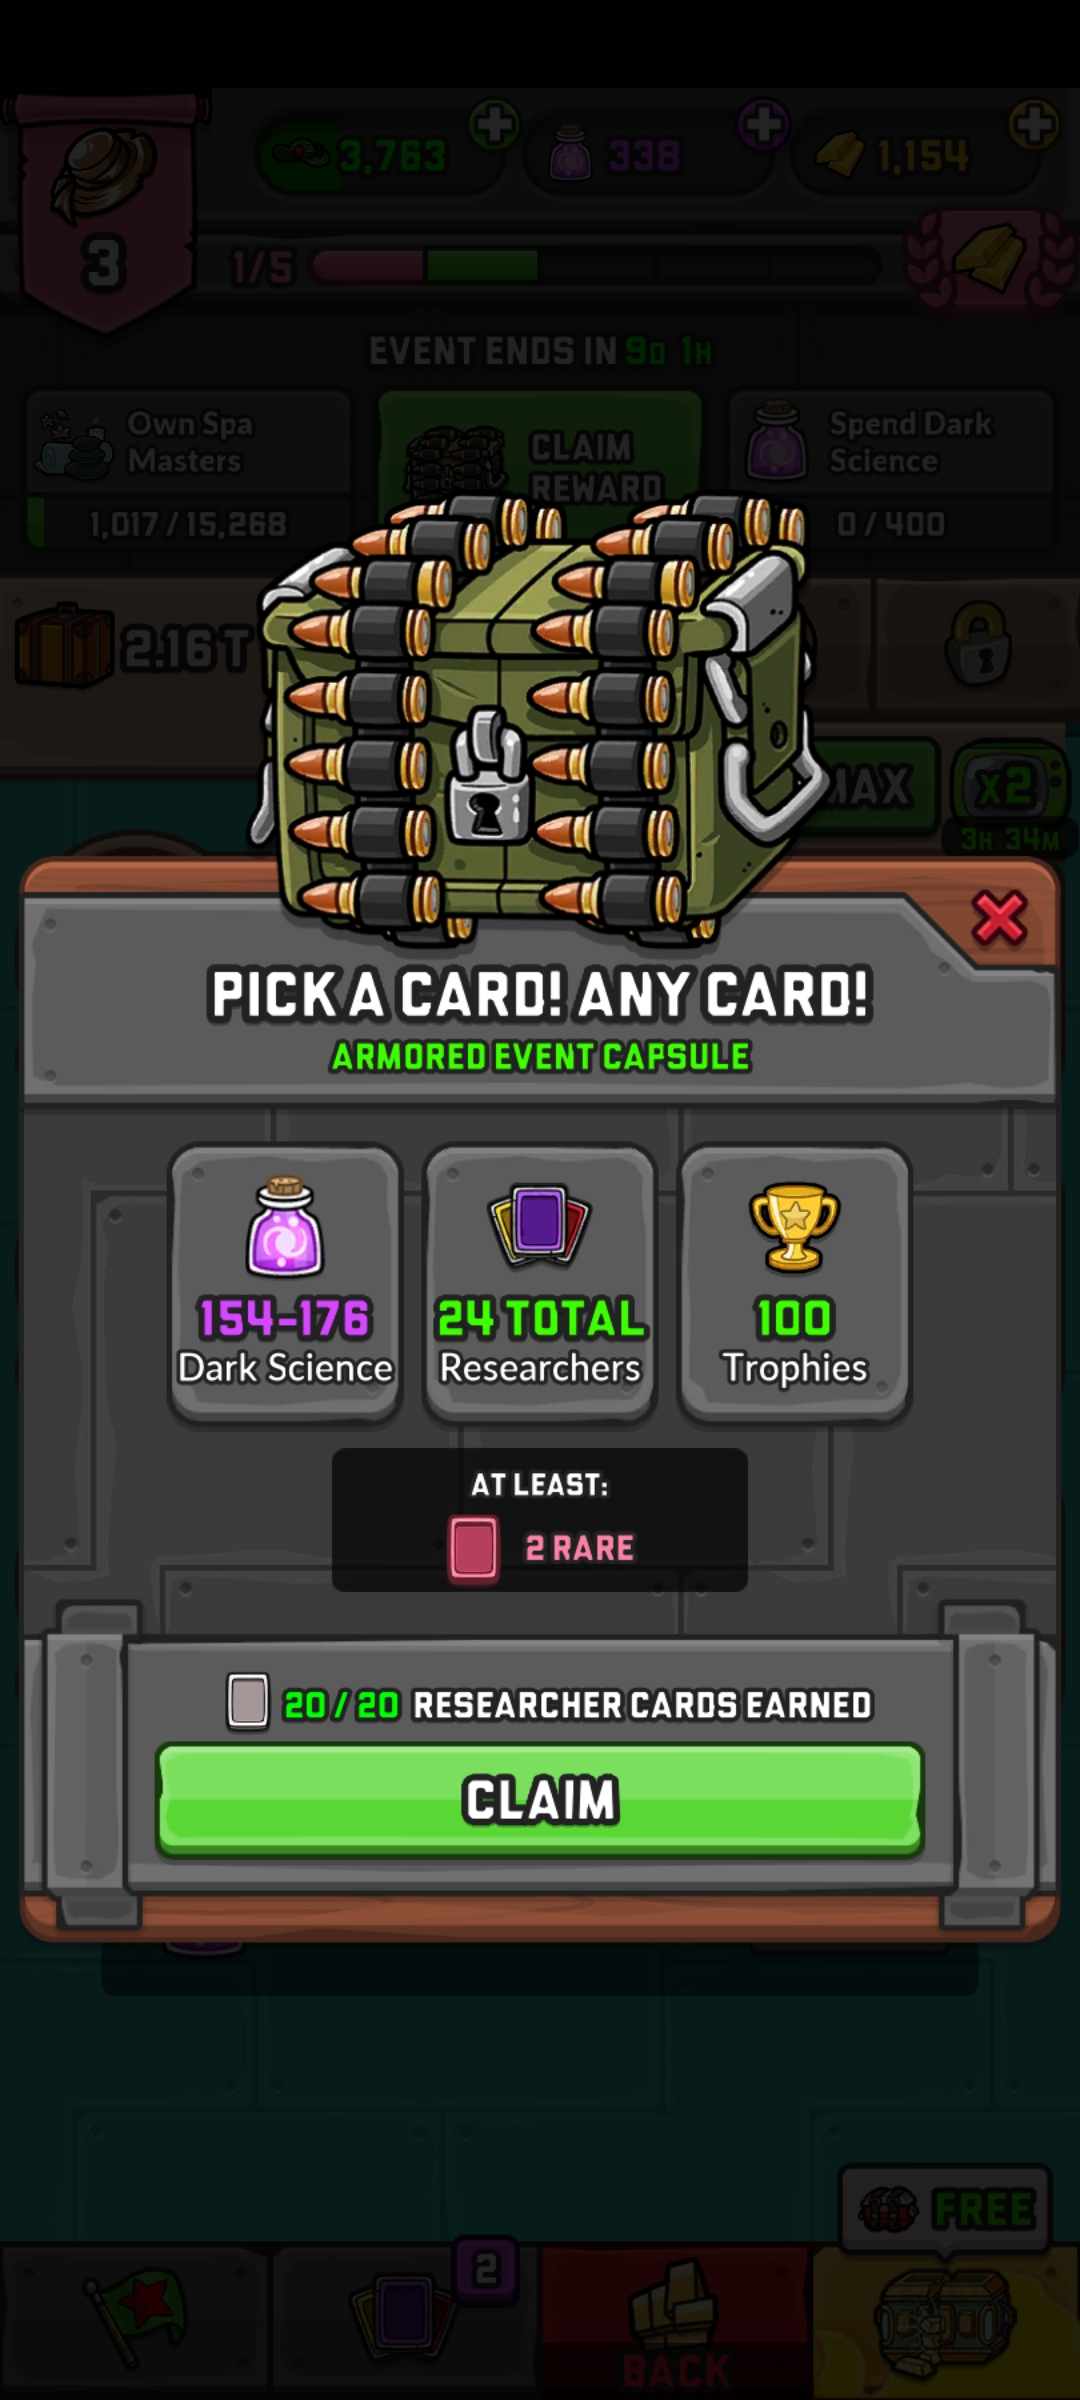 3,763
338
1,154
3
1/5
EVENT ENDS IN 9D 1H
Own Spa
Masters
1,017 / 15,268
CLAIM
REWARD
Spend Dark
Science
0 / 400
2.16 T
MAX
x2
3H 34M
PICK A CARD! ANY CARD!
ARMORED EVENT CAPSULE
154-176
Dark Science
24 TOTAL
Researchers
100
Trophies
AT LEAST:
2 RARE
20 / 20 RESEARCHER CARDS EARNED
CLAIM
FREE
2
BACK